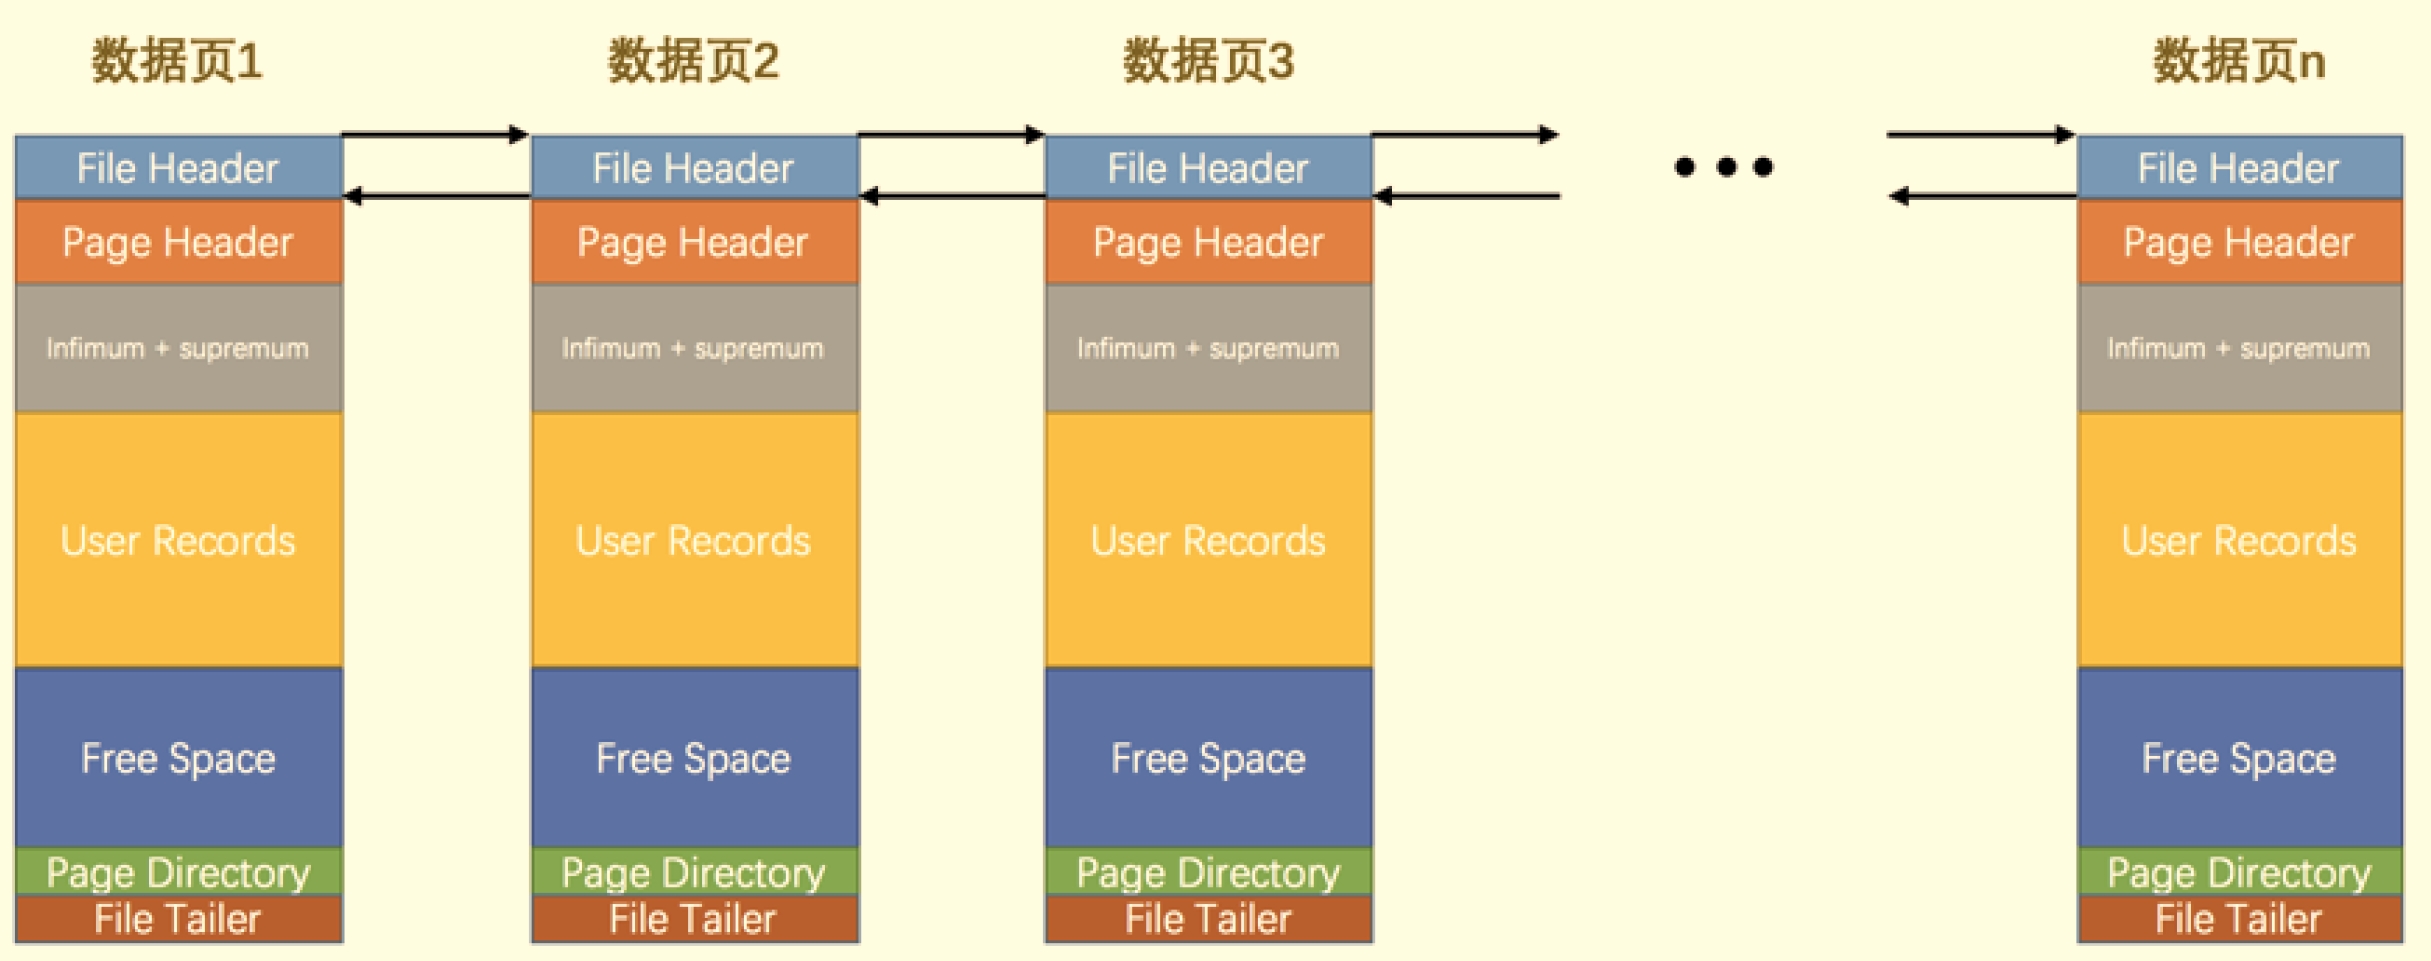 数据页1 数据页2 数据页3 数据页n
File Header File Header File Header ••• File Header
Page Header Page Header Page Header Page Header
Infimum + supremum Infimum + supremum Infimum + supremum Infimum + supremum
User Records User Records User Records User Records
Free Space Free Space Free Space Free Space
Page Directory Page Directory Page Directory Page Directory
File Tailer File Tailer File Tailer File Tailer